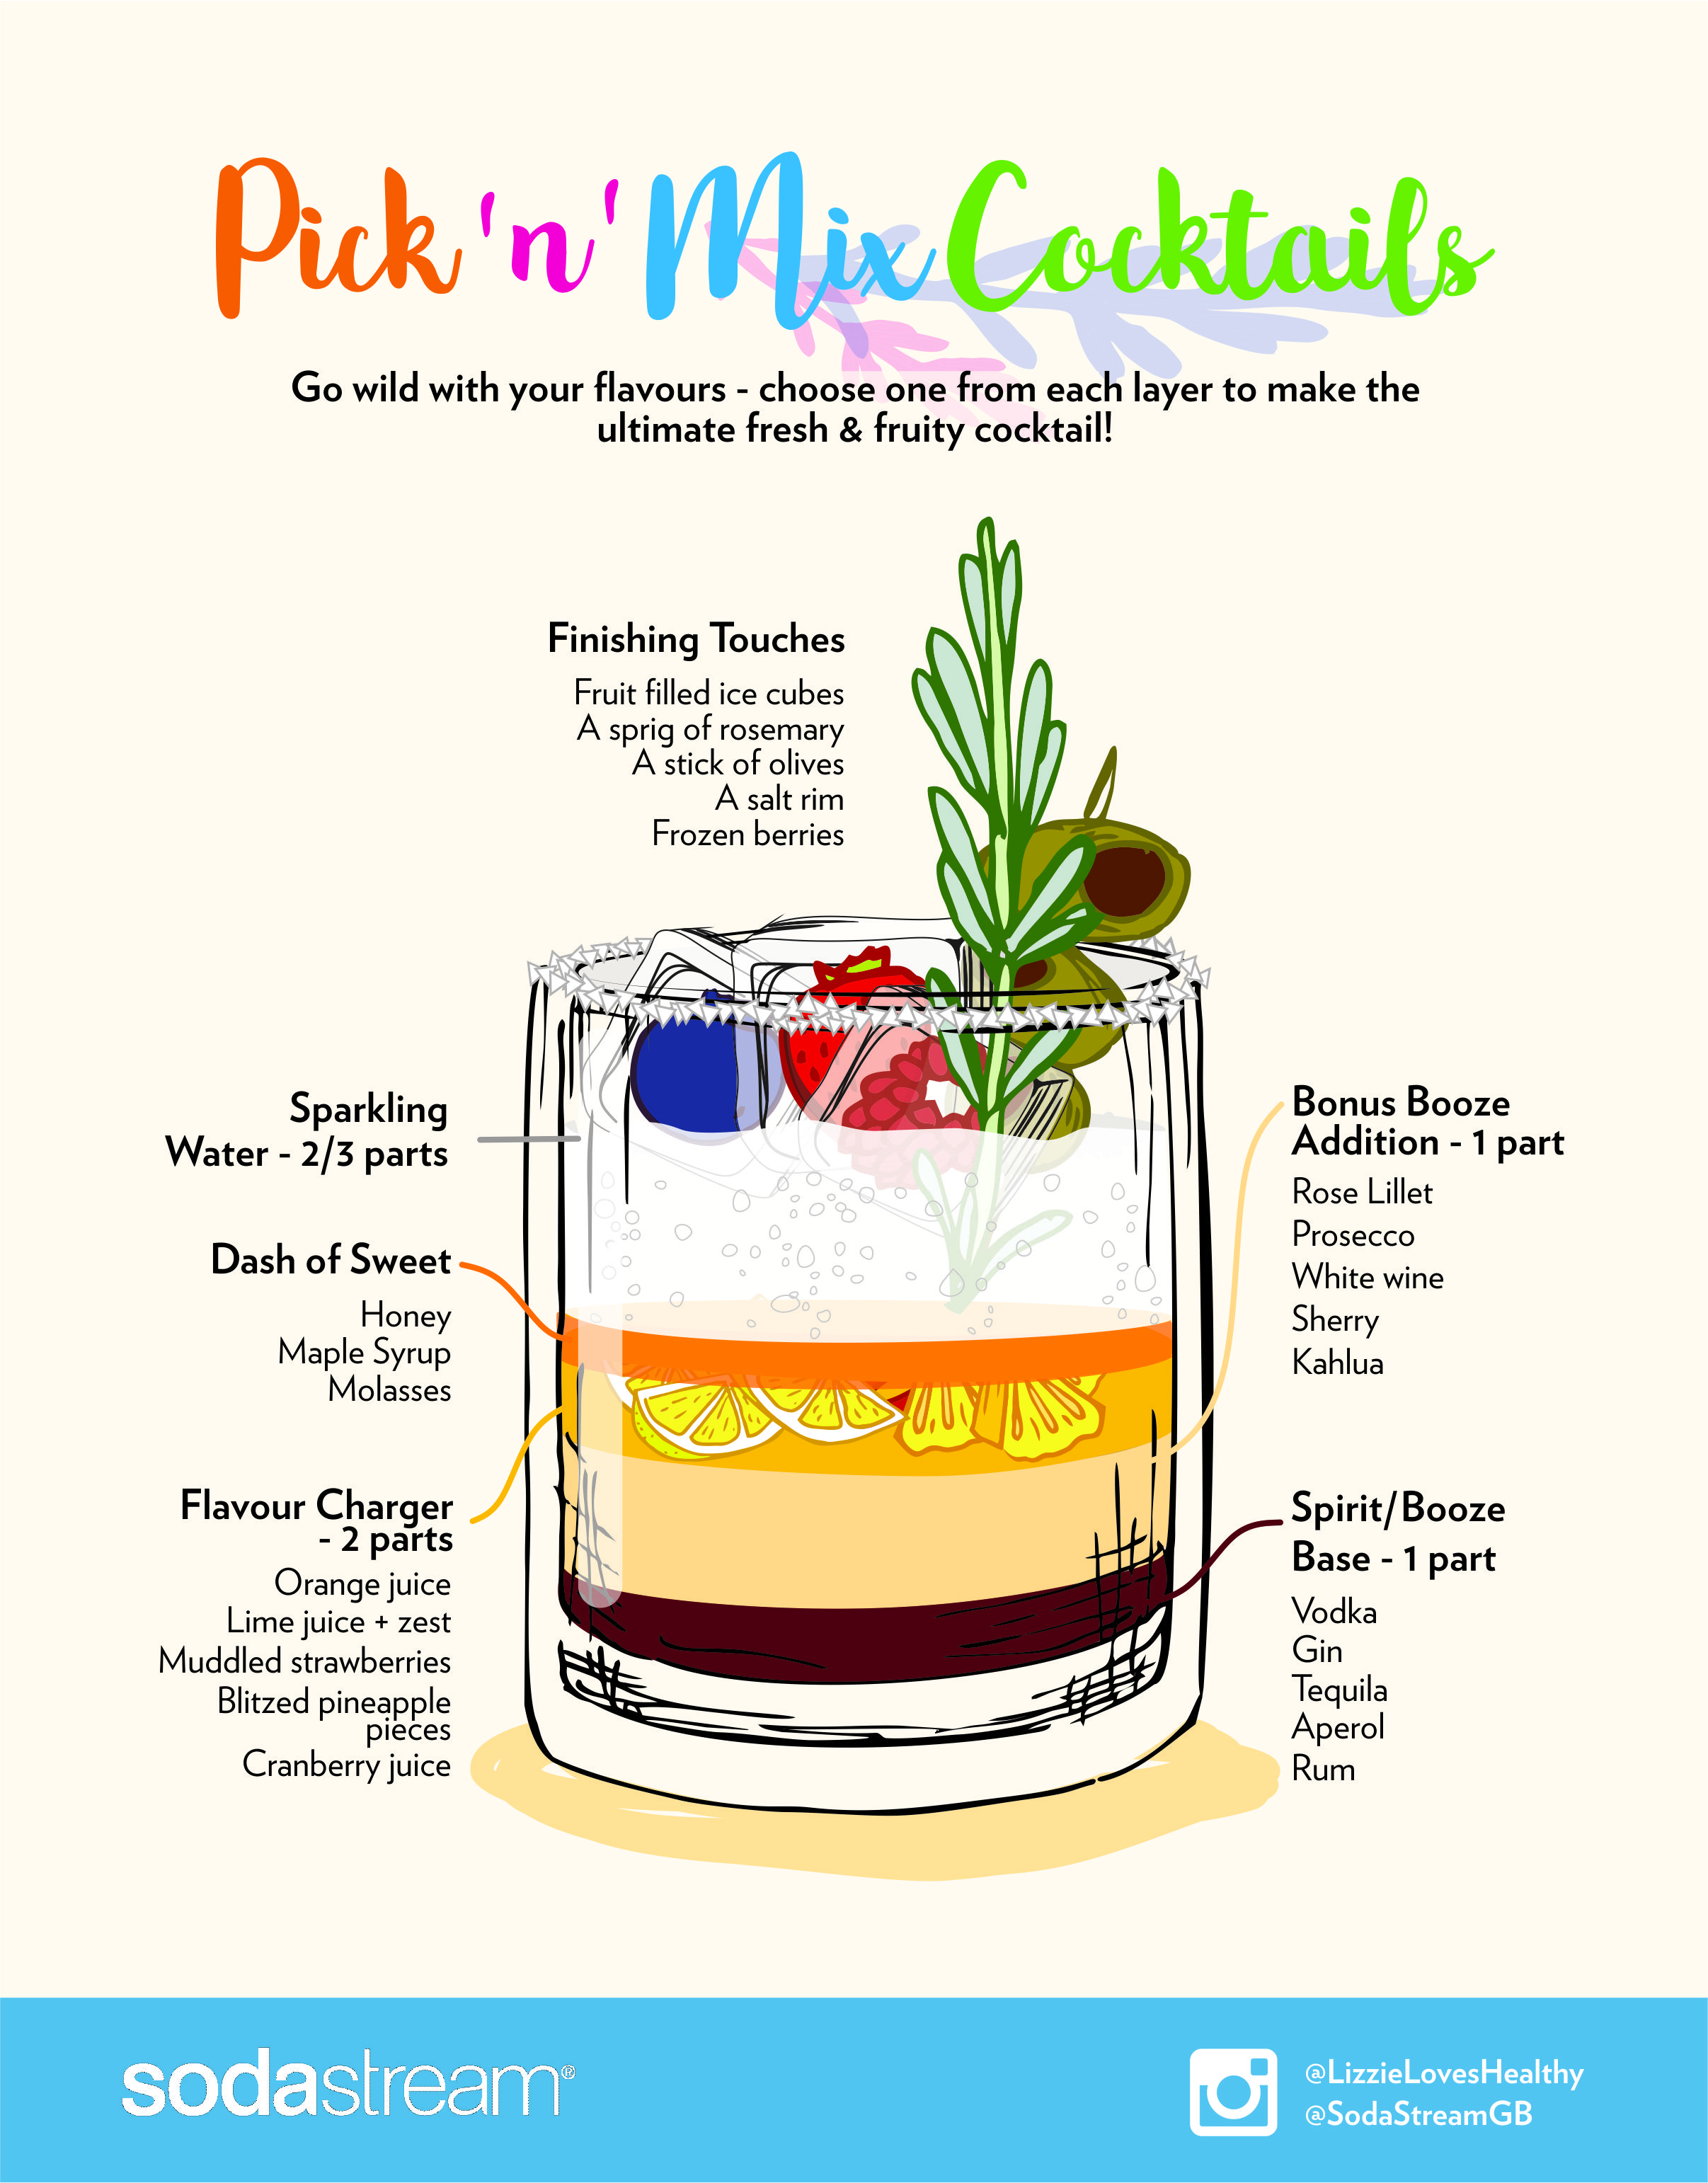 Pick 'n' Mix Cocktails
Go wild with your flavours - choose one from each layer to make the
ultimate fresh & fruity cocktail!
Finishing Touches
Fruit filled ice cubes
A sprig of rosemary
A stick of olives
A salt rim
Frozen berries
Sparkling
Water - 2/3 parts
Dash of Sweet
Honey
Maple Syrup
Molasses
Flavour Charger
- 2 parts
Orange juice
Lime juice + zest
Muddled strawberries
Blitzed pineapple
pieces
Cranberry juice
Bonus Booze
Addition - 1 part
Rose Lillet
Prosecco
White wine
Sherry
Kahlua
Spirit/Booze
Base - 1 part
Vodka
Gin
Tequila
Aperol
Rum
sodastream®
@LizzieLovesHealthy
@SodaStreamGB